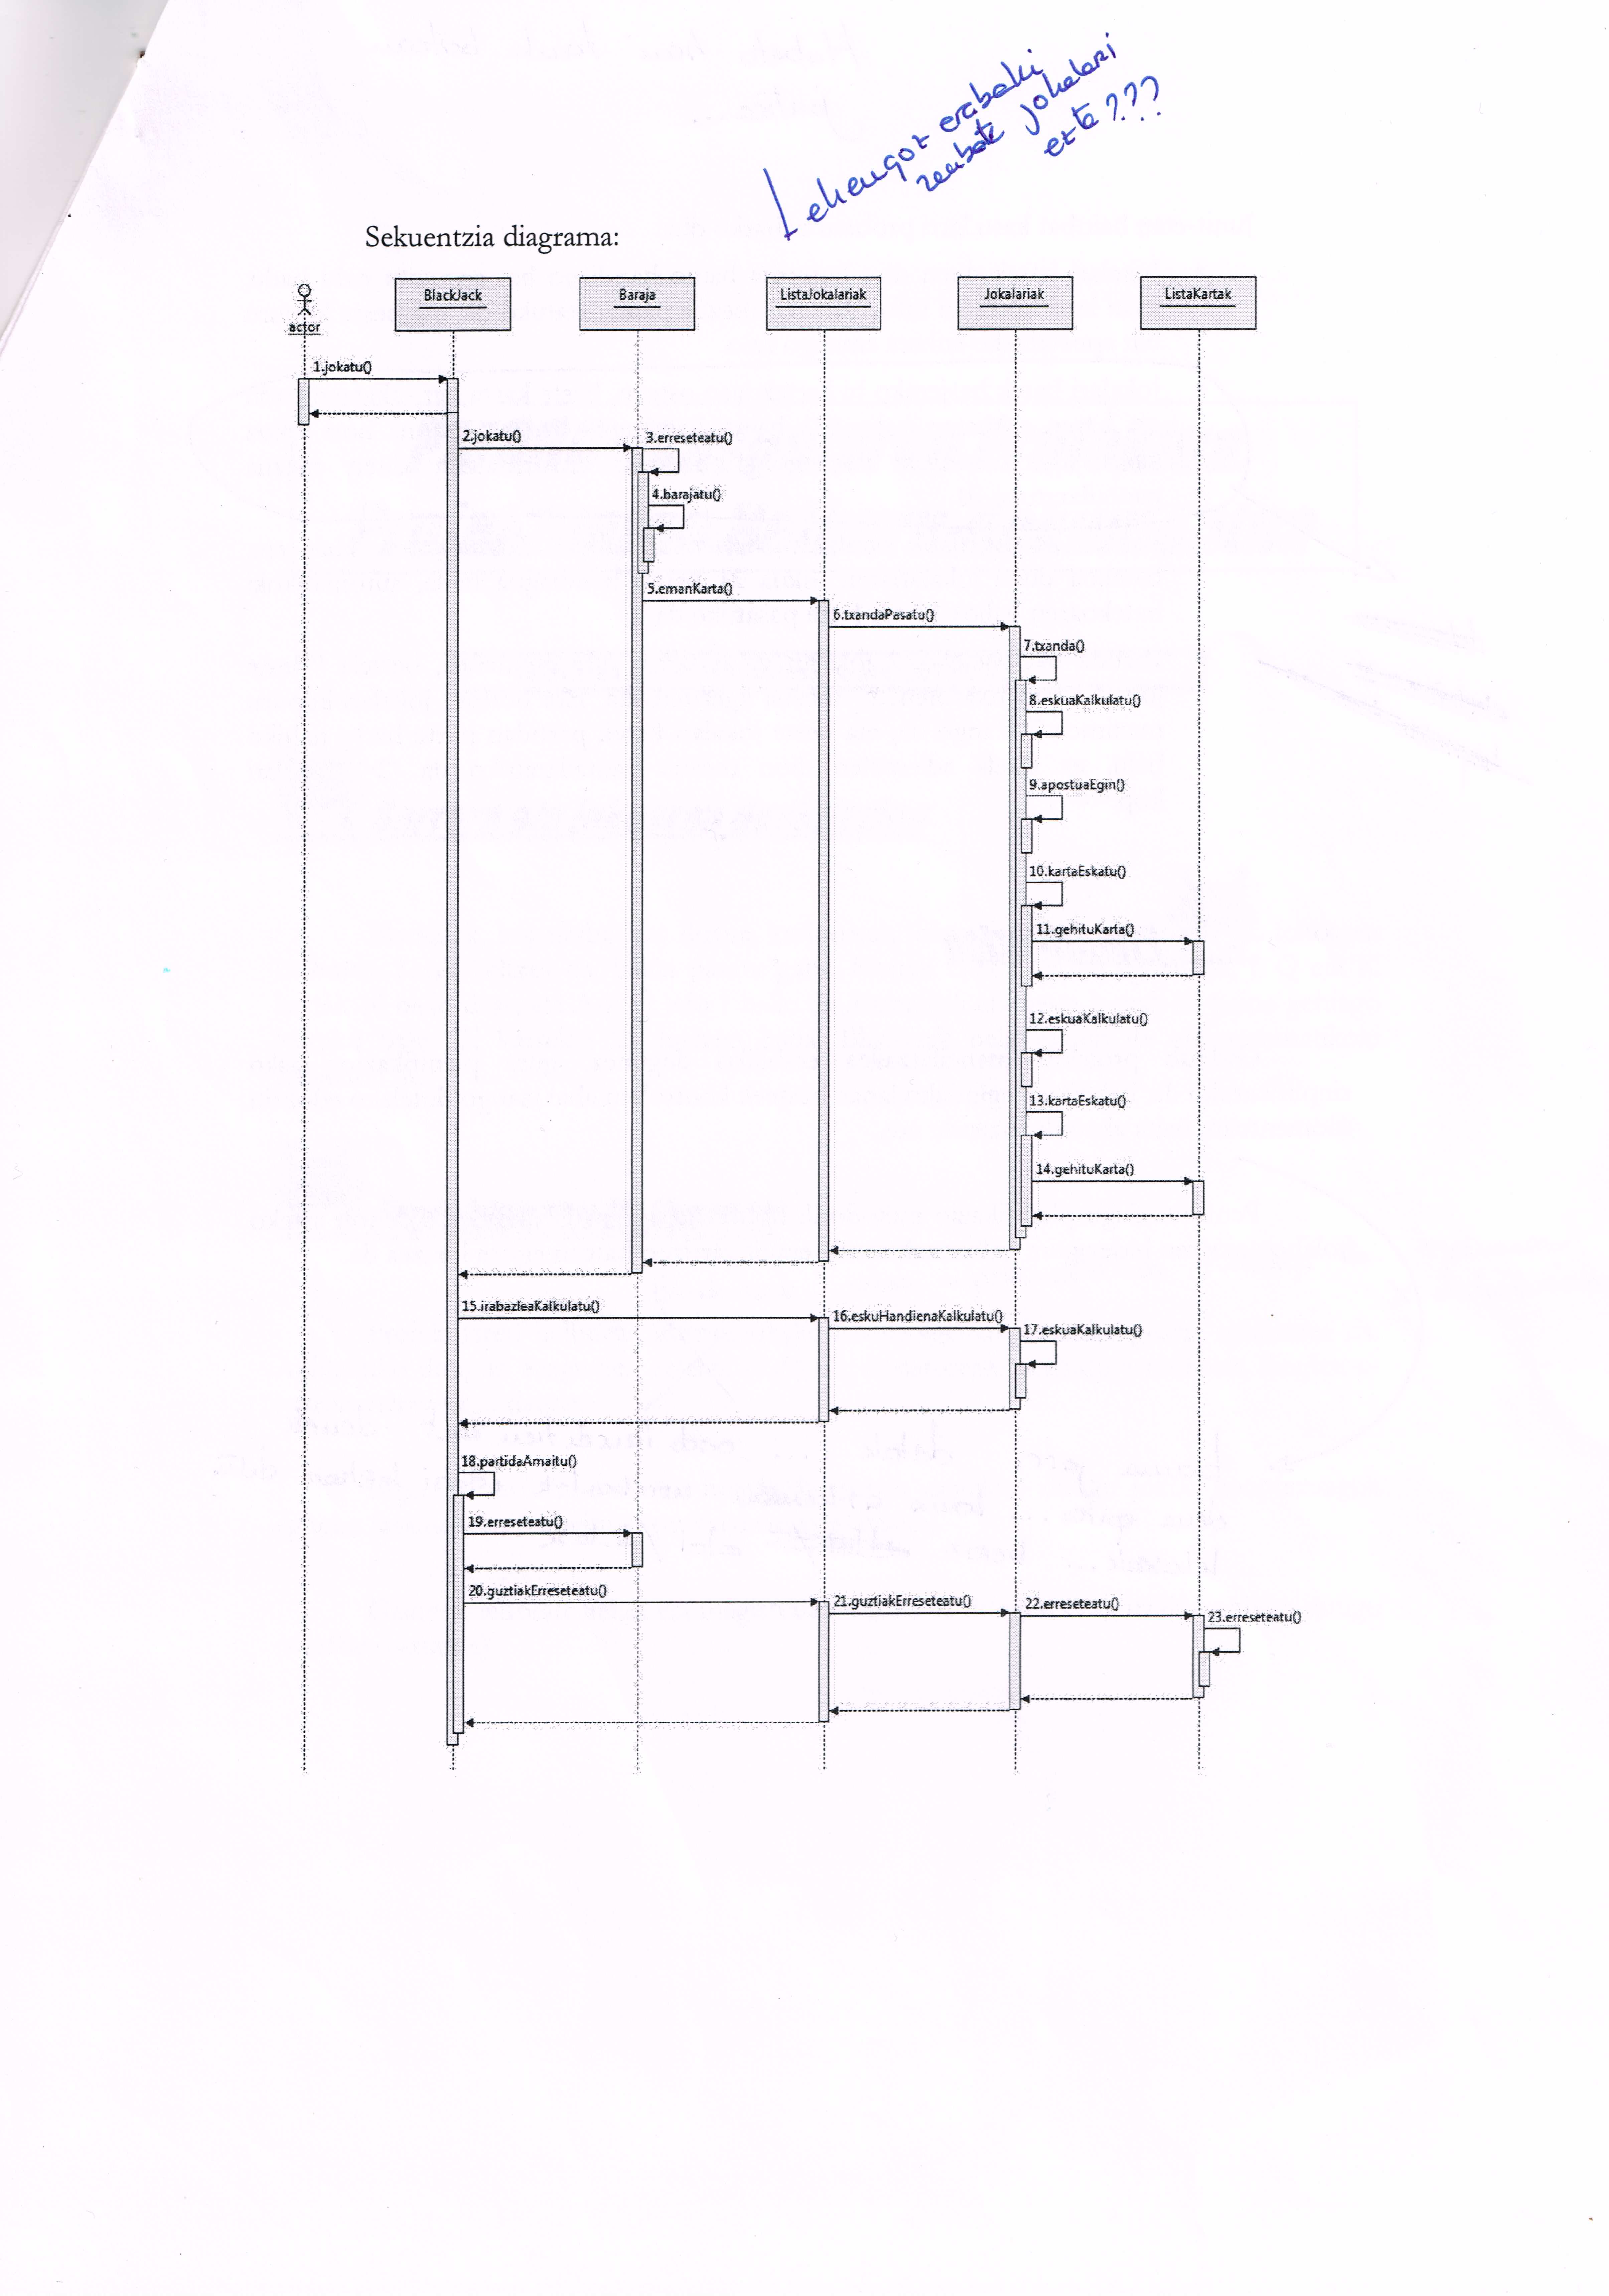 Lehengoz erabaki
zenbate jokalari
ezta???
Sekuentzia diagrama:
actor
BlackJack
Baraja
ListaJokalariak
Jokalariak
ListaKartak
1.jokatu()
2.jokatu()
3.erreseteatu()
4.barajatu()
5.emanKarta()
6.txandaPasatu()
7.txanda()
8.eskuaKalkulatu()
9.apostuaEgin()
10.kartaEskatu()
11.gehituKarta()
12.eskuaKalkulatu()
13.kartaEskatu()
14.gehituKarta()
15.irabazleaKalkulatu()
16.eskuHandienaKalkulatu()
17.eskuaKalkulatu()
18.partidaAmaitu()
19.erreseteatu()
20.guztiakErreseteatu()
21.guztiakErreseteatu()
22.erreseteatu()
23.erreseteatu()